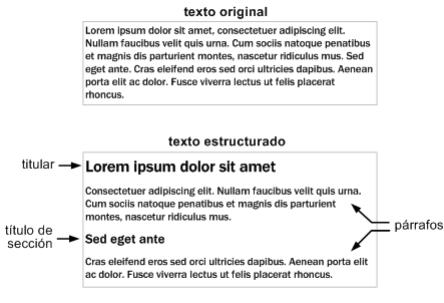 texto original
Lorem ipsum dolor sit amet, consectetuer adipiscing elit.
Nullam faucibus velit quis urna. Cum sociis natoque penatibus
et magnis dis parturient montes, nascetur ridiculus mus. Sed
eget ante. Cras eleifend eros sed orci ultricies dapibus. Aenean
porta elit ac dolor. Fusce viverra lectus ut felis placerat
rhoncus.
texto estructurado
titular
Lorem ipsum dolor sit amet
Consectetuer adipiscing elit. Nullam faucibus velit quis urna.
Cum sociis natoque penatibus et magnis dis parturient
montes, nascetur ridiculus mus.
párrafos
título de
sección
Sed eget ante
Cras eleifend eros sed orci ultricies dapibus. Aenean porta elit
ac dolor. Fusce viverra lectus ut felis placerat rhoncus.